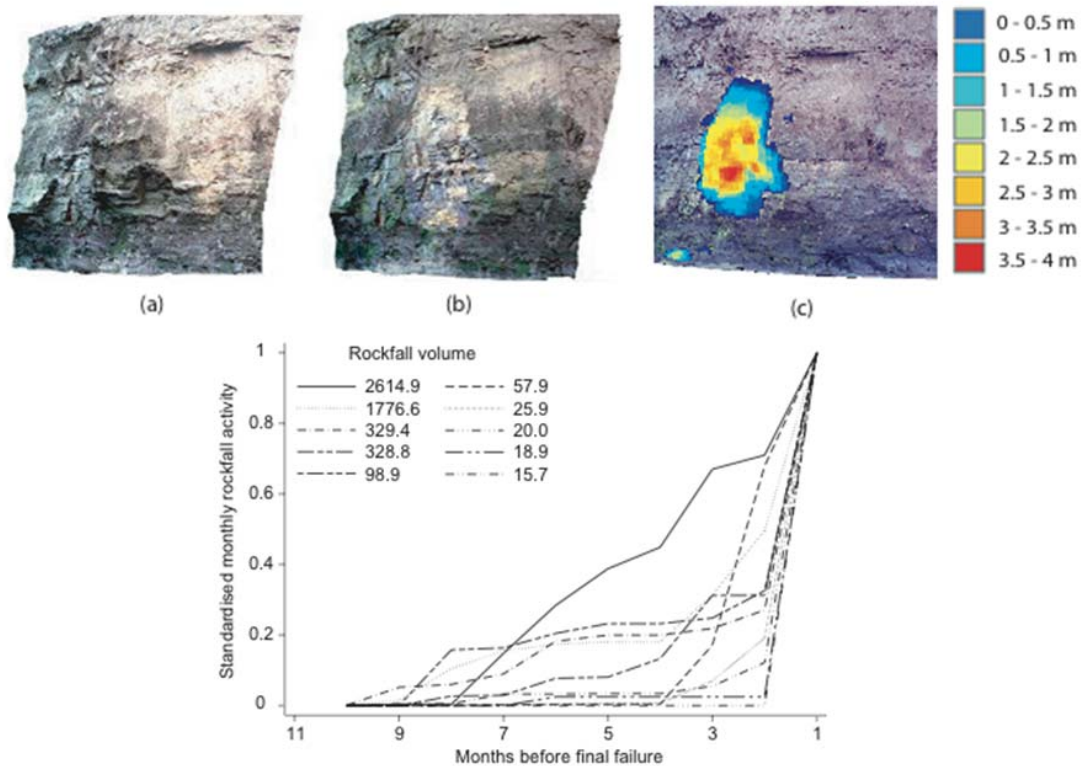 0 - 0.5 m
0.5 - 1 m
1 - 1.5 m
1.5 - 2 m
2 - 2.5 m
2.5 - 3 m
3 - 3.5 m
3.5 - 4 m
(a) (b) (c)
Rockfall volume
2614.9 57.9
1776.6 25.9
329.4 20.0
328.8 18.9
98.9 15.7
Standardised monthly rockfall activity
1
0.8
0.6
0.4
0.2
0
11 9 7 5 3 1
Months before final failure